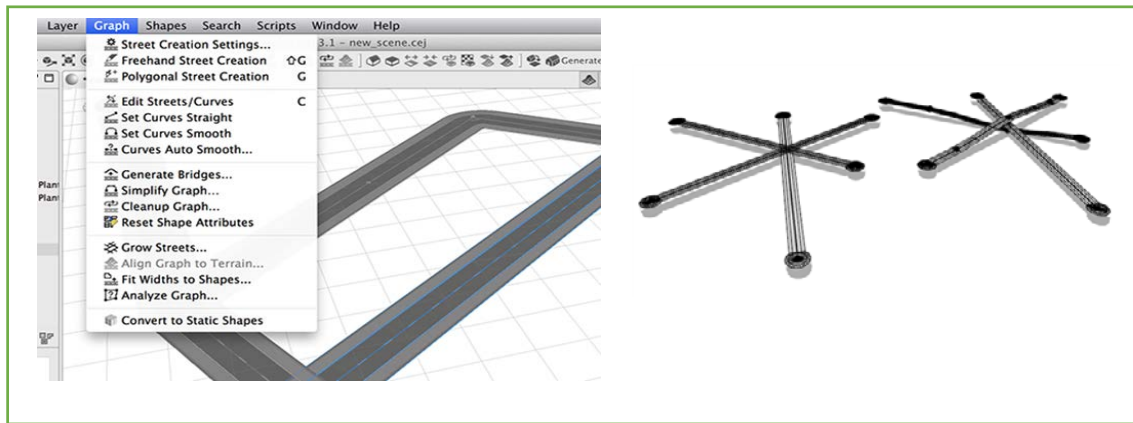 Layer Graph Shapes Search Scripts Window Help
3.1 - new_scene.cej
Street Creation Settings...
Freehand Street Creation ⇧G
Polygonal Street Creation G
Generate
Edit Streets/Curves C
Set Curves Straight
Set Curves Smooth
Curves Auto Smooth...
Generate Bridges...
Simplify Graph...
Cleanup Graph...
Reset Shape Attributes
Plant
Plant
Grow Streets...
Align Graph to Terrain...
Fit Widths to Shapes...
Analyze Graph...
Convert to Static Shapes